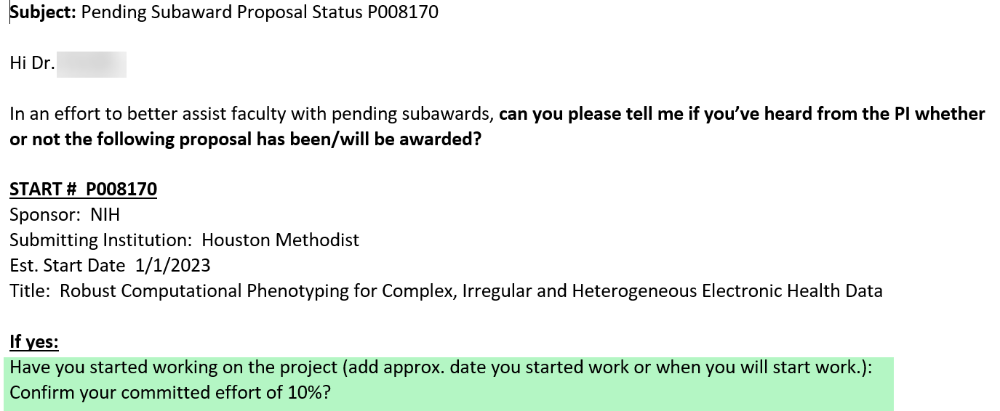 Subject: Pending Subaward Proposal Status P008170
Hi Dr.
In an effort to better assist faculty with pending subawards, can you please tell me if you’ve heard from the PI whether
or not the following proposal has been/will be awarded?
START #  P008170
Sponsor:  NIH
Submitting Institution:  Houston Methodist
Est. Start Date  1/1/2023
Title:  Robust Computational Phenotyping for Complex, Irregular and Heterogeneous Electronic Health Data
If yes:
Have you started working on the project (add approx. date you started work or when you will start work.):
Confirm your committed effort of 10%?